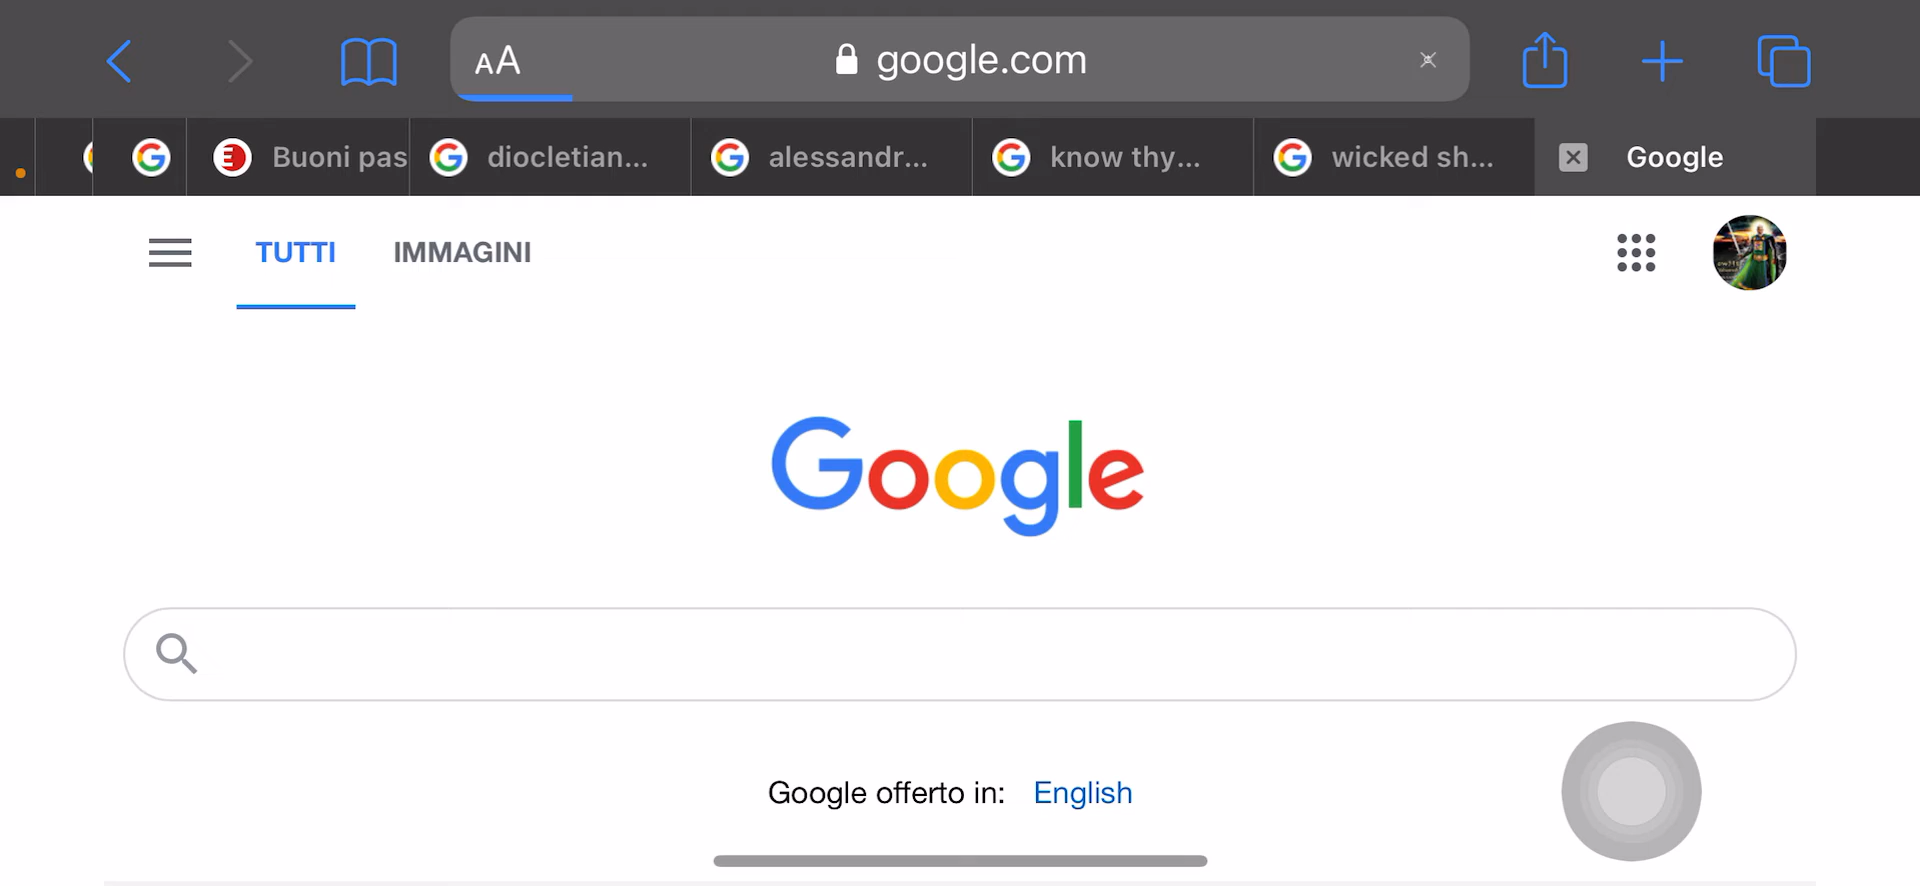 AA google.com
Buoni pas diocletian... alessandr... know thy... wicked sh... Google
TUTTI IMMAGINI
Google
Google offerto in: English